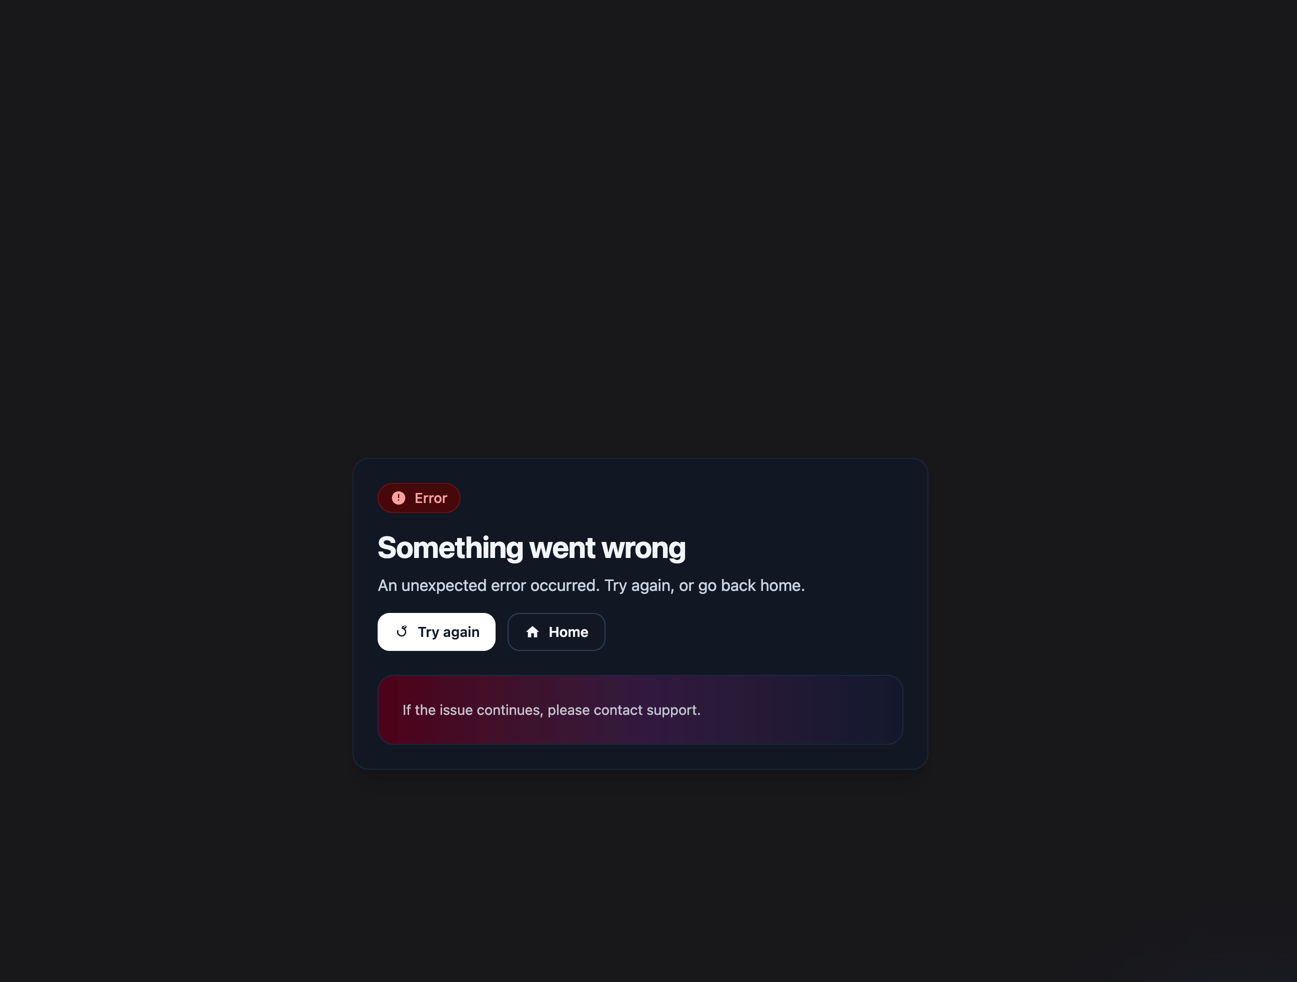 Error
Something went wrong
An unexpected error occurred. Try again, or go back home.
Try again
Home
If the issue continues, please contact support.